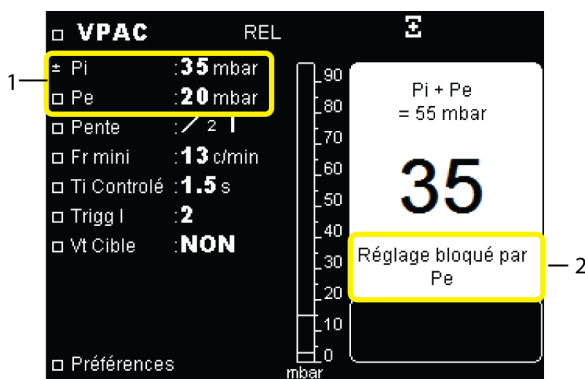 VPAC REL
± Pi :35 mbar
Pe :20 mbar
Pente : 2
Fr mini :13 c/min
Ti Controlé :1.5 s
Trigg I :2
Vt Cible :NON
Préférences
90
80
70
60
50
40
30
20
10
0
mbar
Pi + Pe
= 55 mbar
35
Réglage bloqué par
Pe
1
2